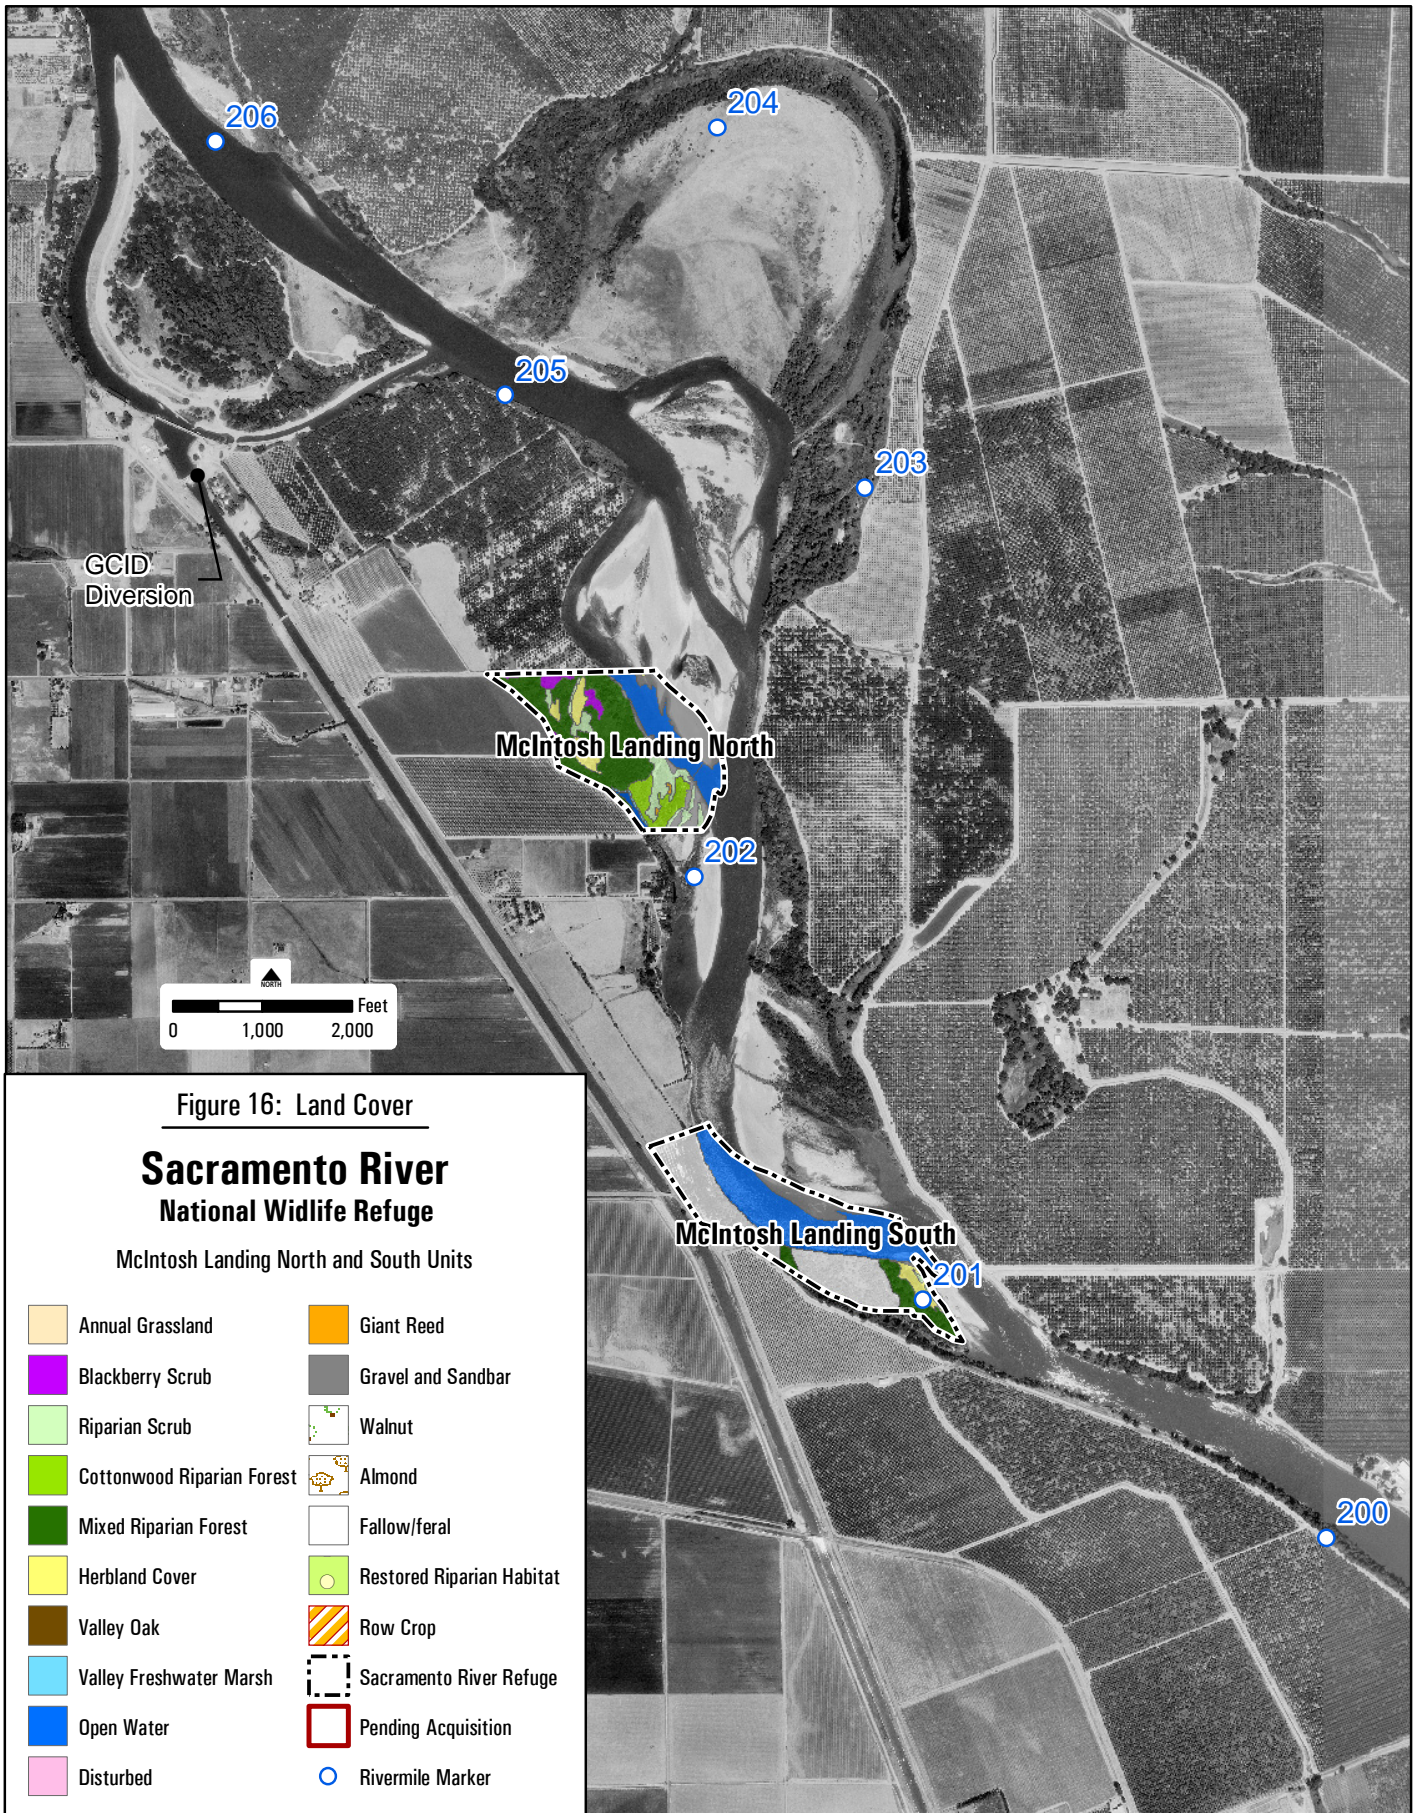 206
204
205
203
GCID
Diversion
McIntosh Landing North
202
NORTH
Feet
0 1,000 2,000
McIntosh Landing South
201
200
Figure 16: Land Cover
Sacramento River
National Widlife Refuge
McIntosh Landing North and South Units
Annual Grassland
Blackberry Scrub
Riparian Scrub
Cottonwood Riparian Forest
Mixed Riparian Forest
Herbland Cover
Valley Oak
Valley Freshwater Marsh
Open Water
Disturbed
Giant Reed
Gravel and Sandbar
Walnut
Almond
Fallow/feral
Restored Riparian Habitat
Row Crop
Sacramento River Refuge
Pending Acquisition
Rivermile Marker